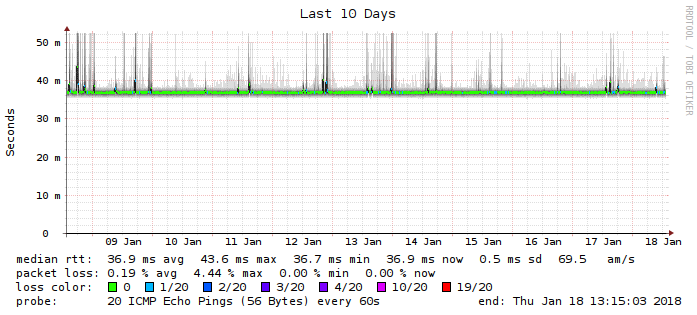 Last 10 Days
RRDTOOL / TOBI OETIKER
Seconds
50 m
40 m
30 m
20 m
10 m
0
09 Jan 10 Jan 11 Jan 12 Jan 13 Jan 14 Jan 15 Jan 16 Jan 17 Jan 18 Jan
median rtt: 36.9 ms avg 43.6 ms max 36.7 ms min 36.9 ms now 0.5 ms sd 69.5 am/s
packet loss: 0.19 % avg 4.44 % max 0.00 % min 0.00 % now
loss color: 0 1/20 2/20 3/20 4/20 10/20 19/20
probe: 20 ICMP Echo Pings (56 Bytes) every 60s end: Thu Jan 18 13:15:03 2018